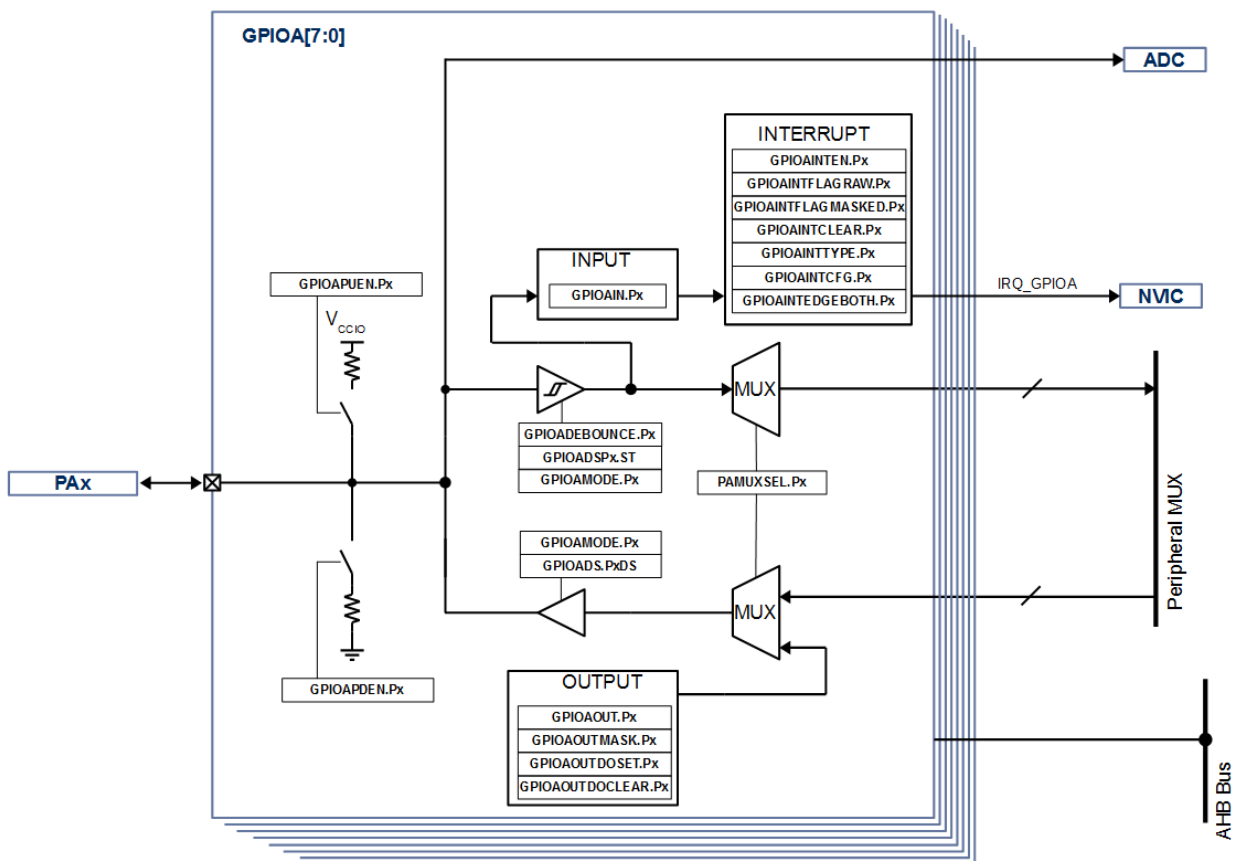 GPIOA[7:0]
ADC
INTERRUPT
GPIOAINTEN.Px
GPIOAINTFLAGRAW.Px
GPIOAINTFLAGMASKED.Px
GPIOAINTCLEAR.Px
GPIOAINTTYPE.Px
GPIOAINTCFG.Px
GPIOAINTEDGEBOTH.Px
INPUT
GPIOAIN.Px
GPIOAPUEN.Px
IRQ_GPIOA
NVIC
VCCIO
MUX
GPIOADEBOUNCE.Px
GPIOADSPx.ST
GPIOAMODE.Px
PAMUXSEL.Px
PAx
Peripheral MUX
GPIOAMODE.Px
GPIOADS.PxDS
MUX
GPIOAPDEN.Px
OUTPUT
GPIOAOUT.Px
GPIOAOUTMASK.Px
GPIOAOUTDOSET.Px
GPIOAOUTDOCLEAR.Px
AHB Bus